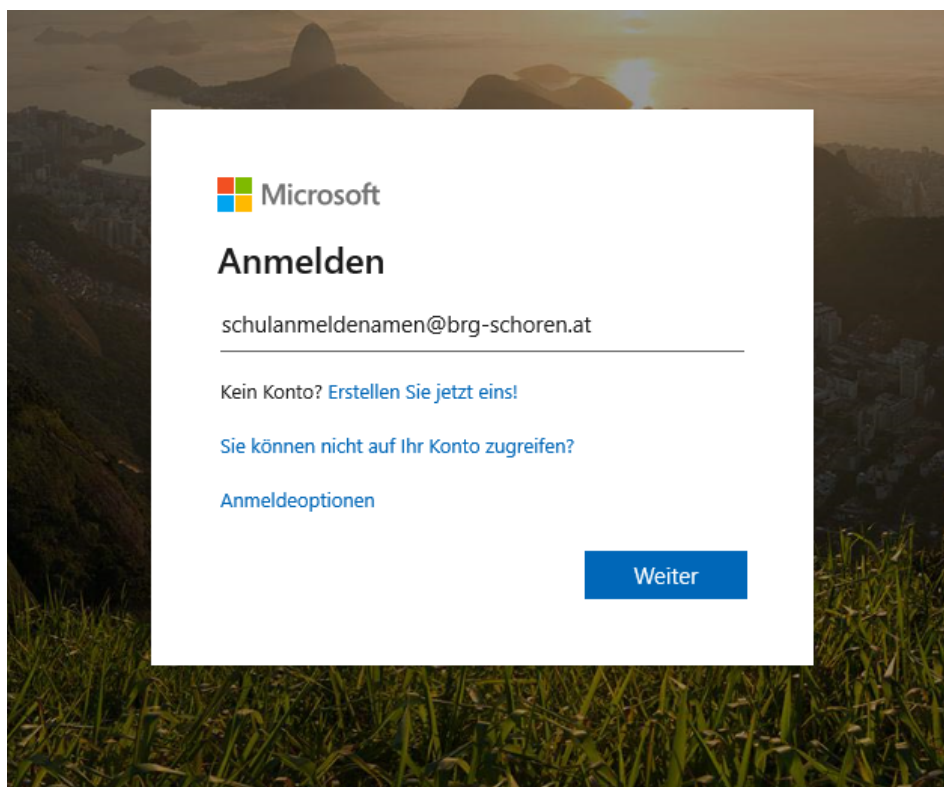 Microsoft
Anmelden
schulanmeldenamen@brg-schoren.at
Kein Konto? Erstellen Sie jetzt eins!
Sie können nicht auf Ihr Konto zugreifen?
Anmeldeoptionen
Weiter